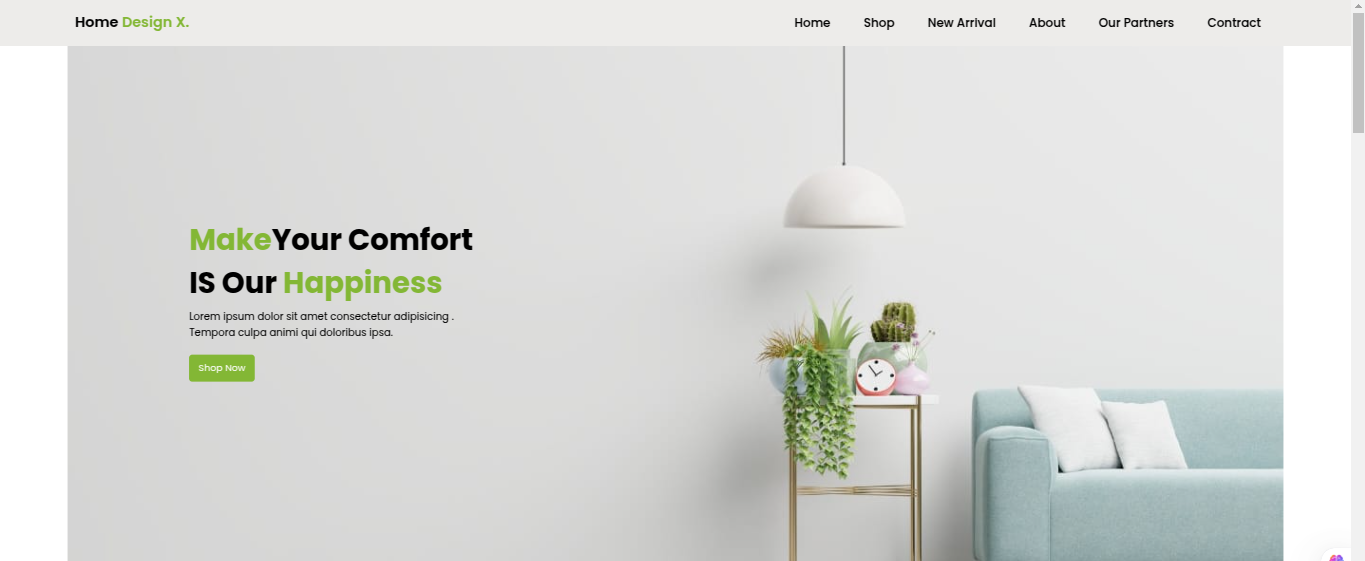 Home Design X.
Home Shop New Arrival About Our Partners Contract
MakeYour Comfort
IS Our Happiness
Lorem ipsum dolor sit amet consectetur adipisicing .
Tempora culpa animi qui doloribus ipsa.
Shop Now